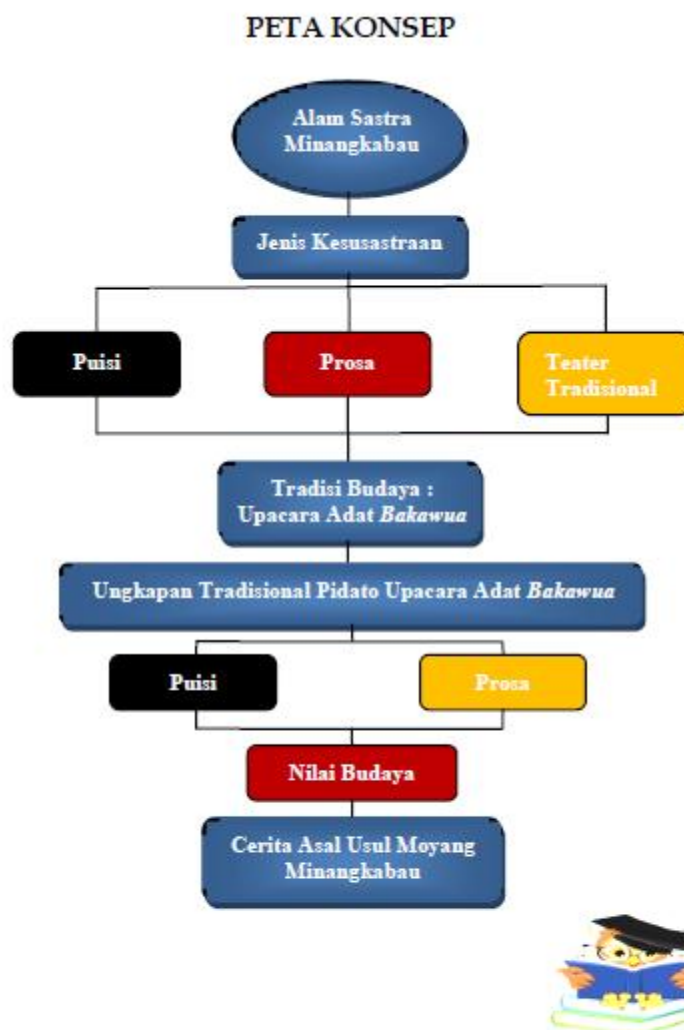 PETA KONSEP
Alam Sastra
Minangkabau
Jenis Kesusastraan
Puisi
Prosa
Teater
Tradisional
Tradisi Budaya :
Upacara Adat Bakawua
Ungkapan Tradisional Pidato Upacara Adat Bakawua
Puisi
Prosa
Nilai Budaya
Cerita Asal Usul Moyang
Minangkabau